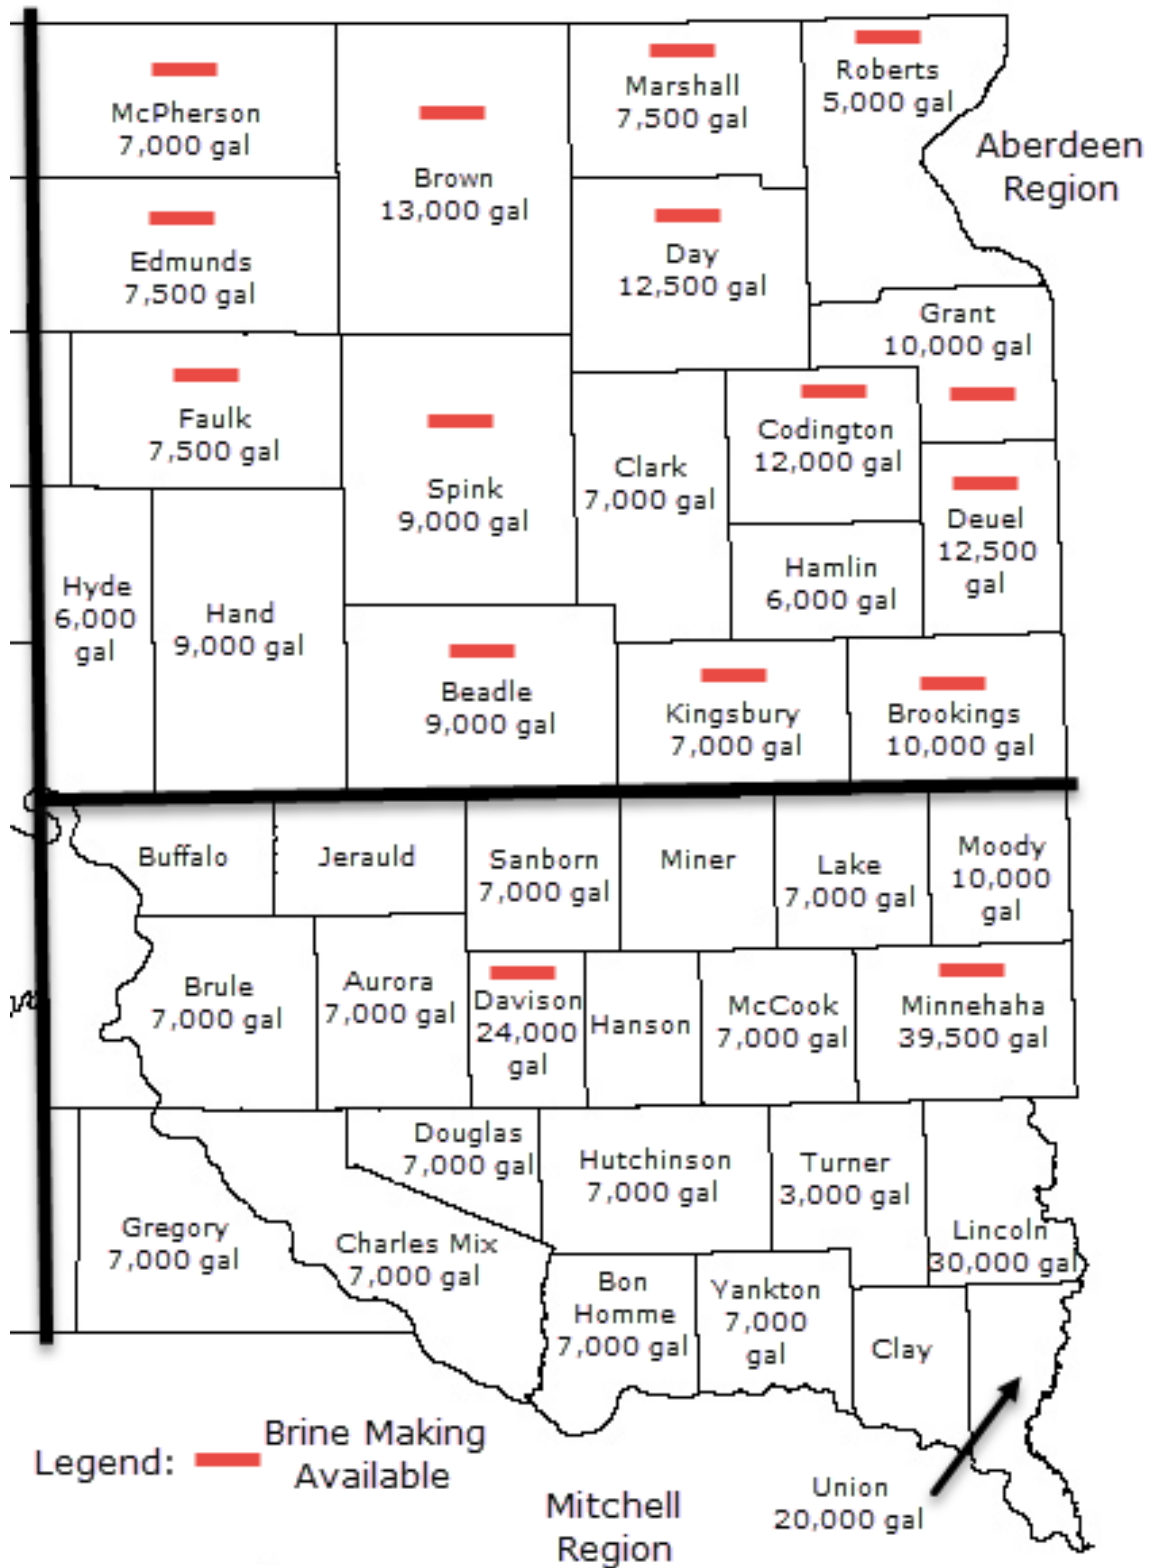 McPherson
7,000 gal
Brown
13,000 gal
Marshall
7,500 gal
Roberts
5,000 gal
Aberdeen
Region
Edmunds
7,500 gal
Day
12,500 gal
Grant
10,000 gal
Faulk
7,500 gal
Spink
9,000 gal
Clark
7,000 gal
Codington
12,000 gal
Deuel
12,500
gal
Hamlin
6,000 gal
Hyde
6,000
gal
Hand
9,000 gal
Beadle
9,000 gal
Kingsbury
7,000 gal
Brookings
10,000 gal
Buffalo
Jerauld
Sanborn
7,000 gal
Miner
Lake
7,000 gal
Moody
10,000
gal
Brule
7,000 gal
Aurora
7,000 gal
Davison
24,000
gal
Hanson
McCook
7,000 gal
Minnehaha
39,500 gal
Douglas
7,000 gal
Hutchinson
7,000 gal
Turner
3,000 gal
Lincoln
30,000 gal
Gregory
7,000 gal
Charles Mix
7,000 gal
Bon
Homme
7,000 gal
Yankton
7,000
gal
Clay
Union
20,000 gal
Legend:
Brine Making
Available
Mitchell
Region